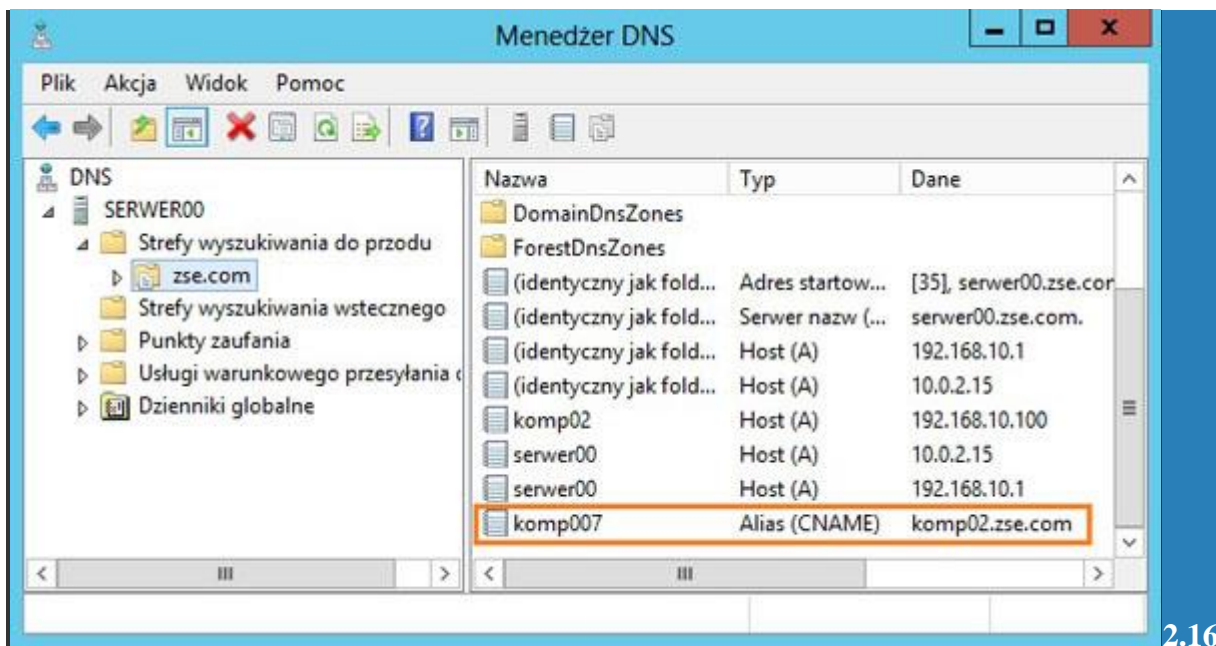 Menedżer DNS
Plik Akcja Widok Pomoc
DNS
SERWER00
Strefy wyszukiwania do przodu
zse.com
Strefy wyszukiwania wstecznego
Punkty zaufania
Usługi warunkowego przesyłania
Dzienniki globalne
Nazwa Typ Dane
DomainDnsZones
ForestDnsZones
(identyczny jak fold... Adres startow... [35], serwer00.zse.cor
(identyczny jak fold... Serwer nazw (... serwer00.zse.com.
(identyczny jak fold... Host (A) 192.168.10.1
(identyczny jak fold... Host (A) 10.0.2.15
komp02 Host (A) 192.168.10.100
serwer00 Host (A) 10.0.2.15
serwer00 Host (A) 192.168.10.1
komp007 Alias (CNAME) komp02.zse.com
2.16